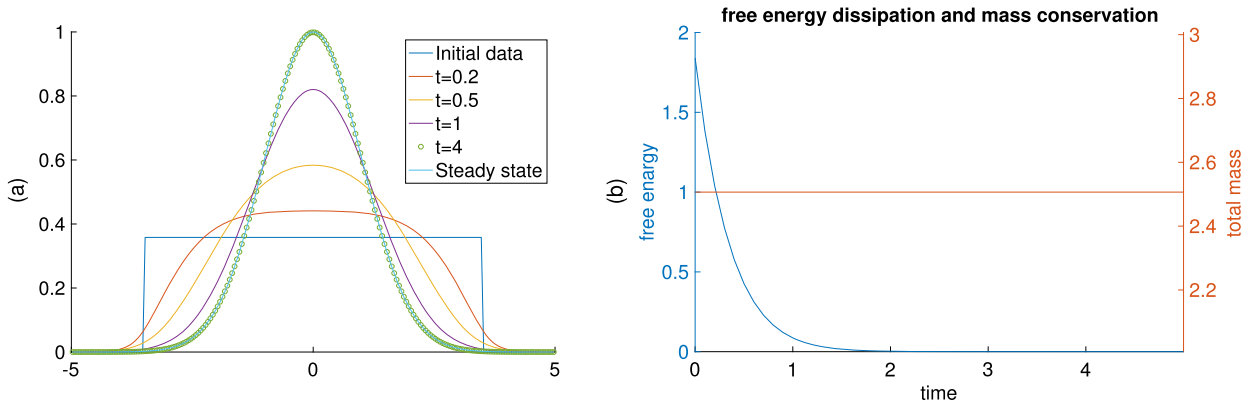 (a)
1
0.8
0.6
0.4
0.2
0
-5
0
5
Initial data
t=0.2
t=0.5
t=1
t=4
Steady state
free energy dissipation and mass conservation
(b)
free enargy
2
1.5
1
0.5
0
0
1
2
3
4
time
3
2.8
2.6
2.4
2.2
total mass